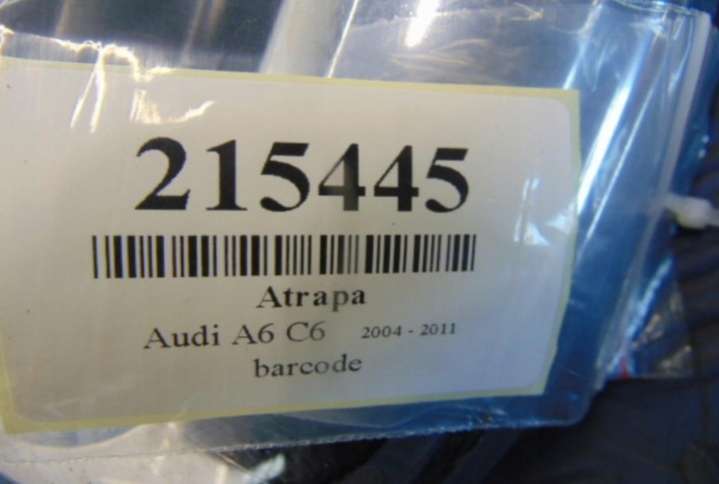 215445
Atrapa
Audi A6 C6 2004 - 2011
barcode